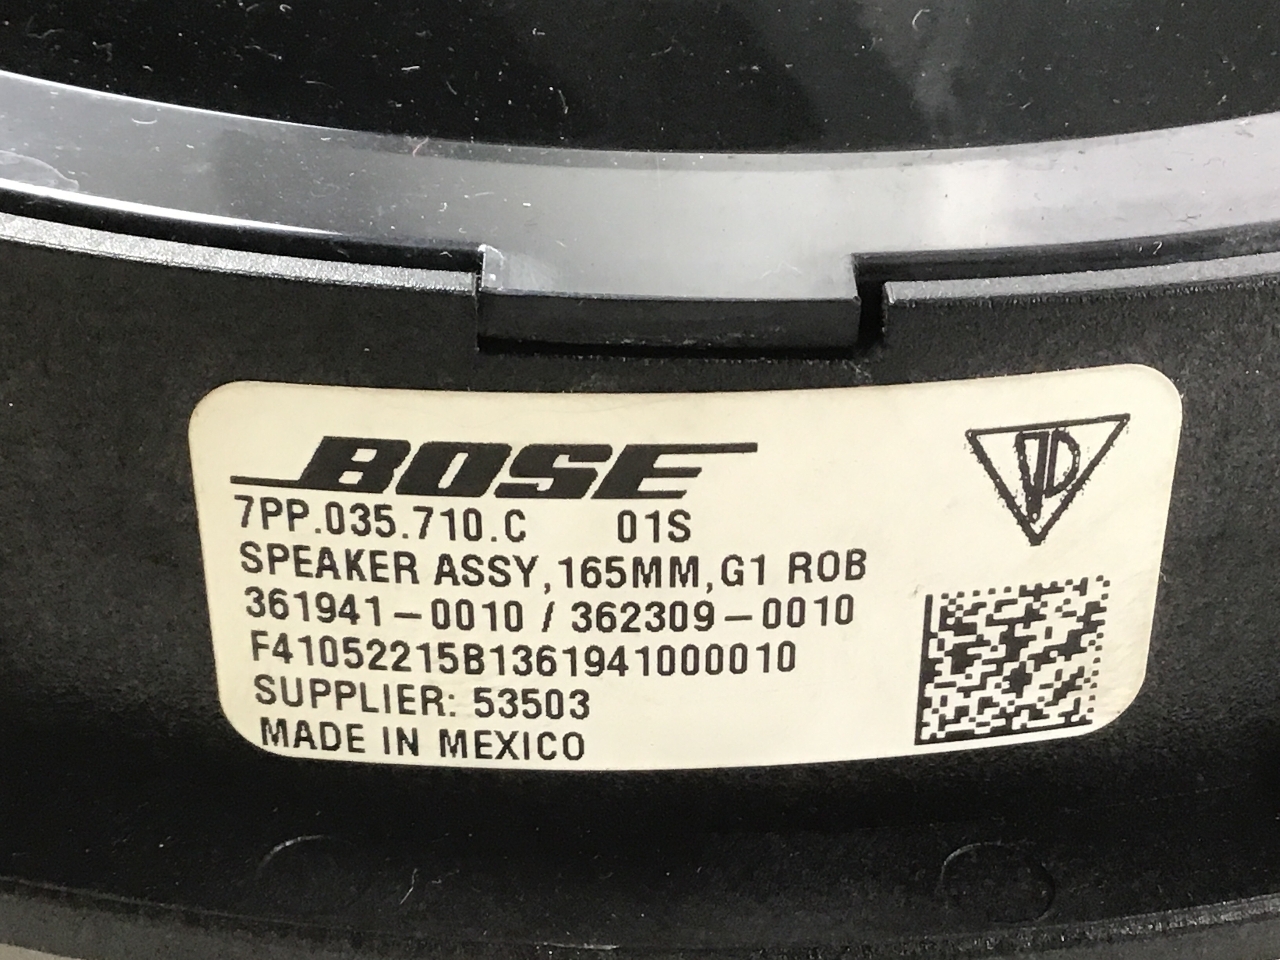 BOSE
7PP.035.710.C 01S
SPEAKER ASSY,165MM,G1 ROB
361941-0010 / 362309-0010
F41052215B1361941000010
SUPPLIER: 53503
MADE IN MEXICO